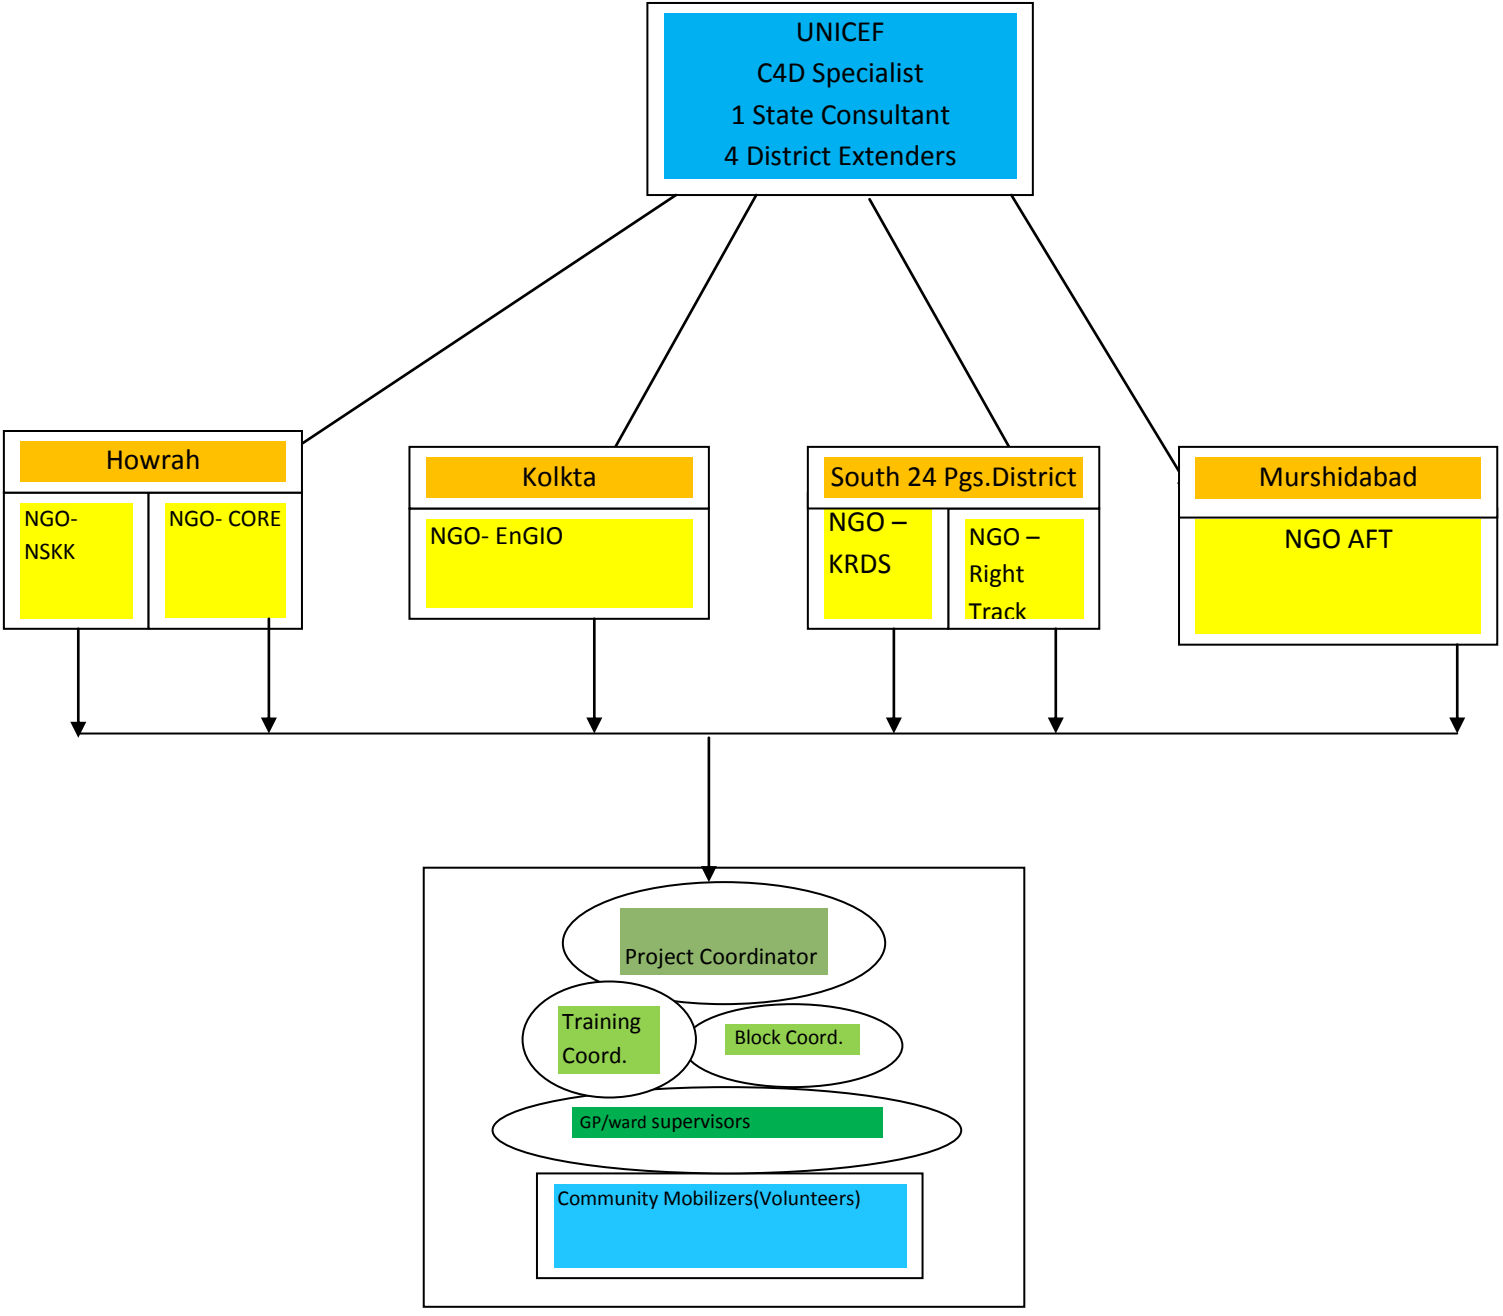 UNICEF
C4D Specialist
1 State Consultant
4 District Extenders
Howrah
NGO-
NSKK
NGO- CORE
Kolkta
NGO- EnGIO
South 24 Pgs.District
NGO –
KRDS
NGO –
Right
Track
Murshidabad
NGO AFT
Project Coordinator
Training
Coord.
Block Coord.
GP/ward supervisors
Community Mobilizers(Volunteers)